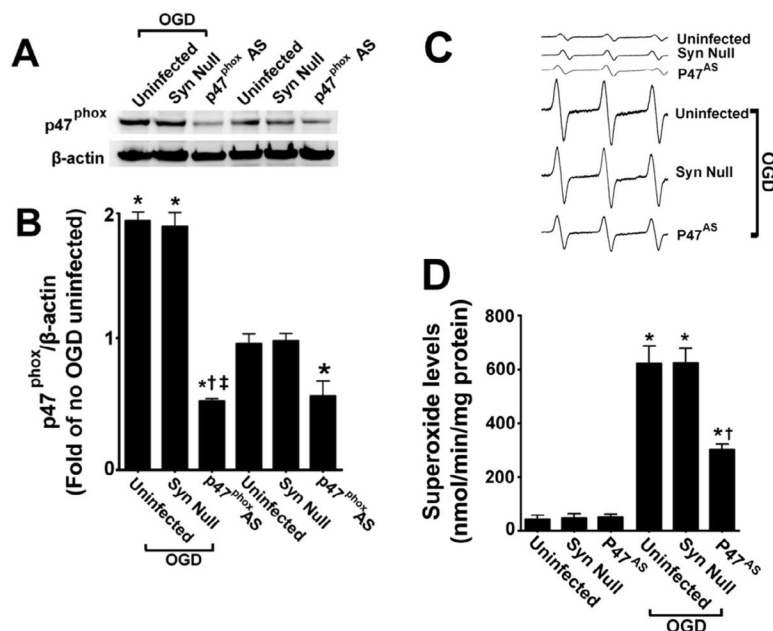 A
OGD
Uninfected
Syn Null
p47phox AS
Uninfected
Syn Null
p47phox AS
p47phox
β-actin
B
p47 phox/β-actin
(Fold of no OGD uninfected)
2
1
0
*
*
*†‡
*
Uninfected
Syn Null
p47phox AS
Uninfected
Syn Null
p47phox AS
OGD
C
Uninfected
Syn Null
P47AS
Uninfected
Syn Null
P47AS
OGD
D
Superoxide levels
(nmol/min/mg protein)
800
600
400
200
0
*
*
*†
Uninfected
Syn Null
P47AS
Uninfected
Syn Null
P47AS
OGD